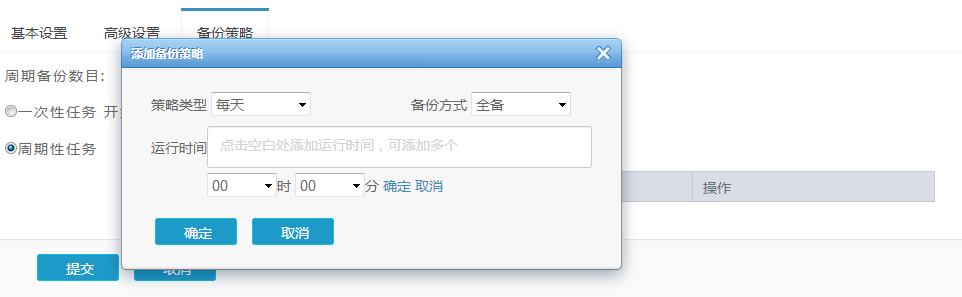 基本设置 高级设置 备份策略
添加备份策略
周期备份数目:
策略类型 每天 备份方式 全备
一次性任务
运行时间 点击空白处添加运行时间，可添加多个
周期性任务
00 时 00 分 确定 取消
操作
确定 取消
提交 取消